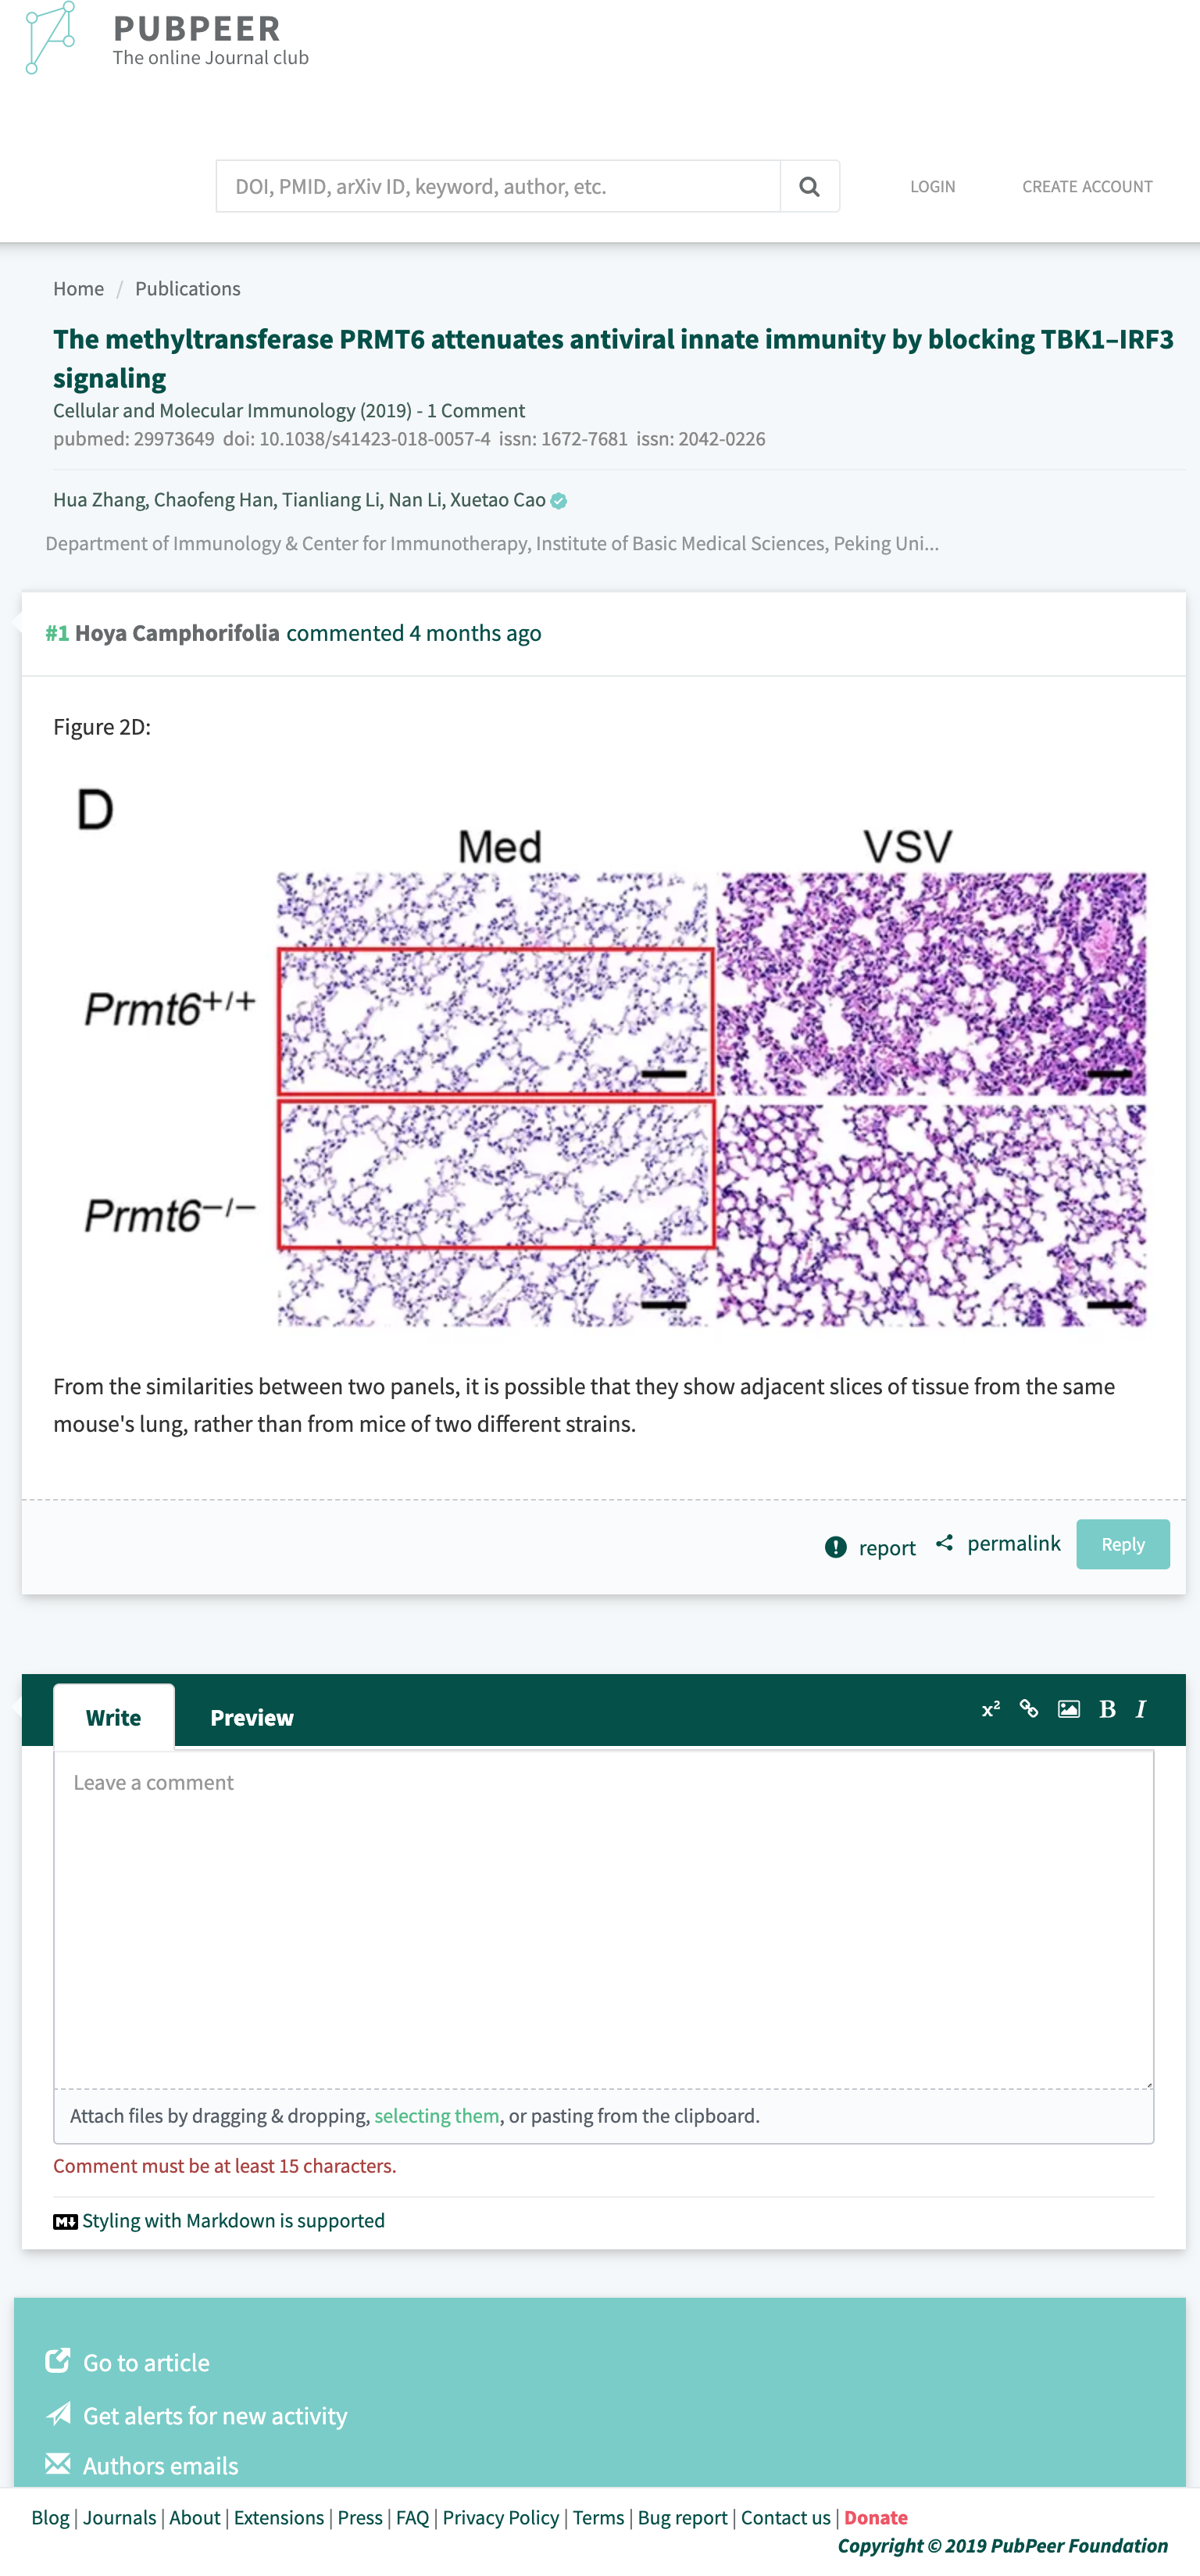 PUBPEER
The online Journal club
DOI, PMID, arXiv ID, keyword, author, etc.
LOGIN
CREATE ACCOUNT
Home / Publications
The methyltransferase PRMT6 attenuates antiviral innate immunity by blocking TBK1–IRF3
signaling
Cellular and Molecular Immunology (2019) - 1 Comment
pubmed: 29973649 doi: 10.1038/s41423-018-0057-4 issn: 1672-7681 issn: 2042-0226
Hua Zhang, Chaofeng Han, Tianliang Li, Nan Li, Xuetao Cao
Department of Immunology & Center for Immunotherapy, Institute of Basic Medical Sciences, Peking Uni...
#1 Hoya Camphorifolia commented 4 months ago
Figure 2D:
D
Med
VSV
Prmt6+/+
Prmt6−/−
From the similarities between two panels, it is possible that they show adjacent slices of tissue from the same
mouse's lung, rather than from mice of two different strains.
report
permalink
Reply
Write
Preview
x²
B
I
Leave a comment
Attach files by dragging & dropping, selecting them, or pasting from the clipboard.
Comment must be at least 15 characters.
M Styling with Markdown is supported
Go to article
Get alerts for new activity
Authors emails
Blog | Journals | About | Extensions | Press | FAQ | Privacy Policy | Terms | Bug report | Contact us | Donate
Copyright © 2019 PubPeer Foundation